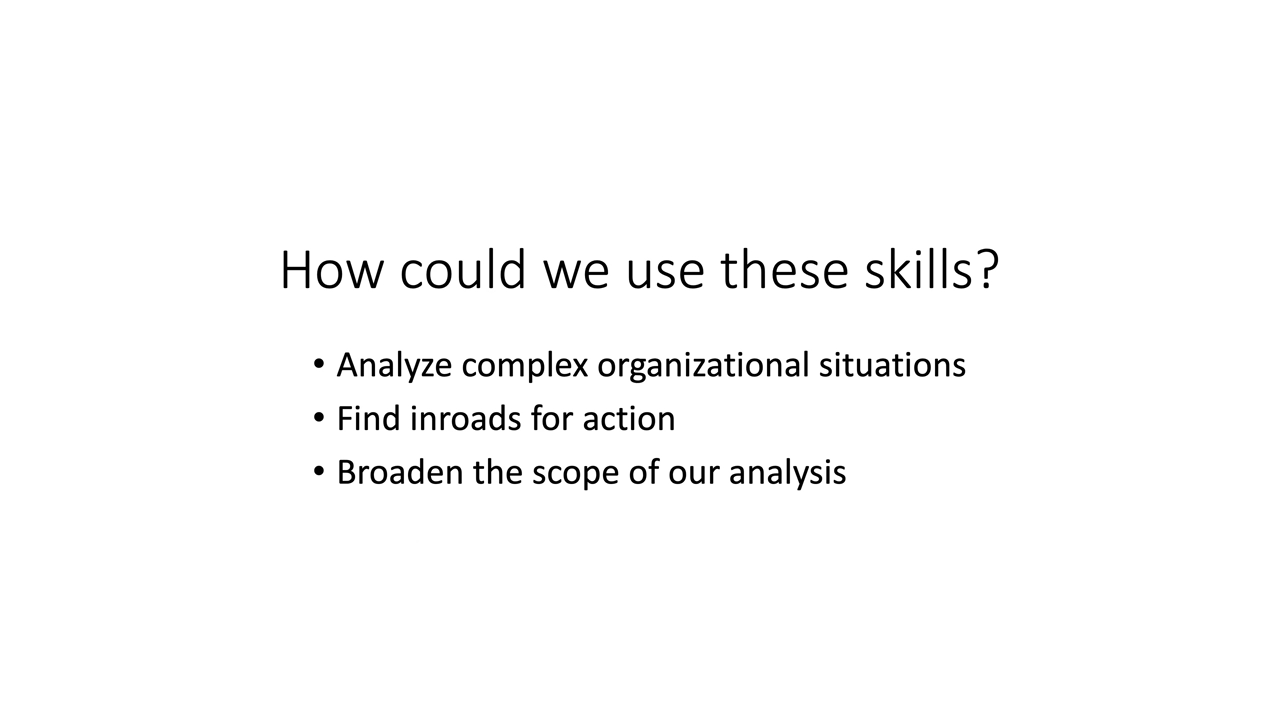 How could we use these skills?
• Analyze complex organizational situations
• Find inroads for action
• Broaden the scope of our analysis